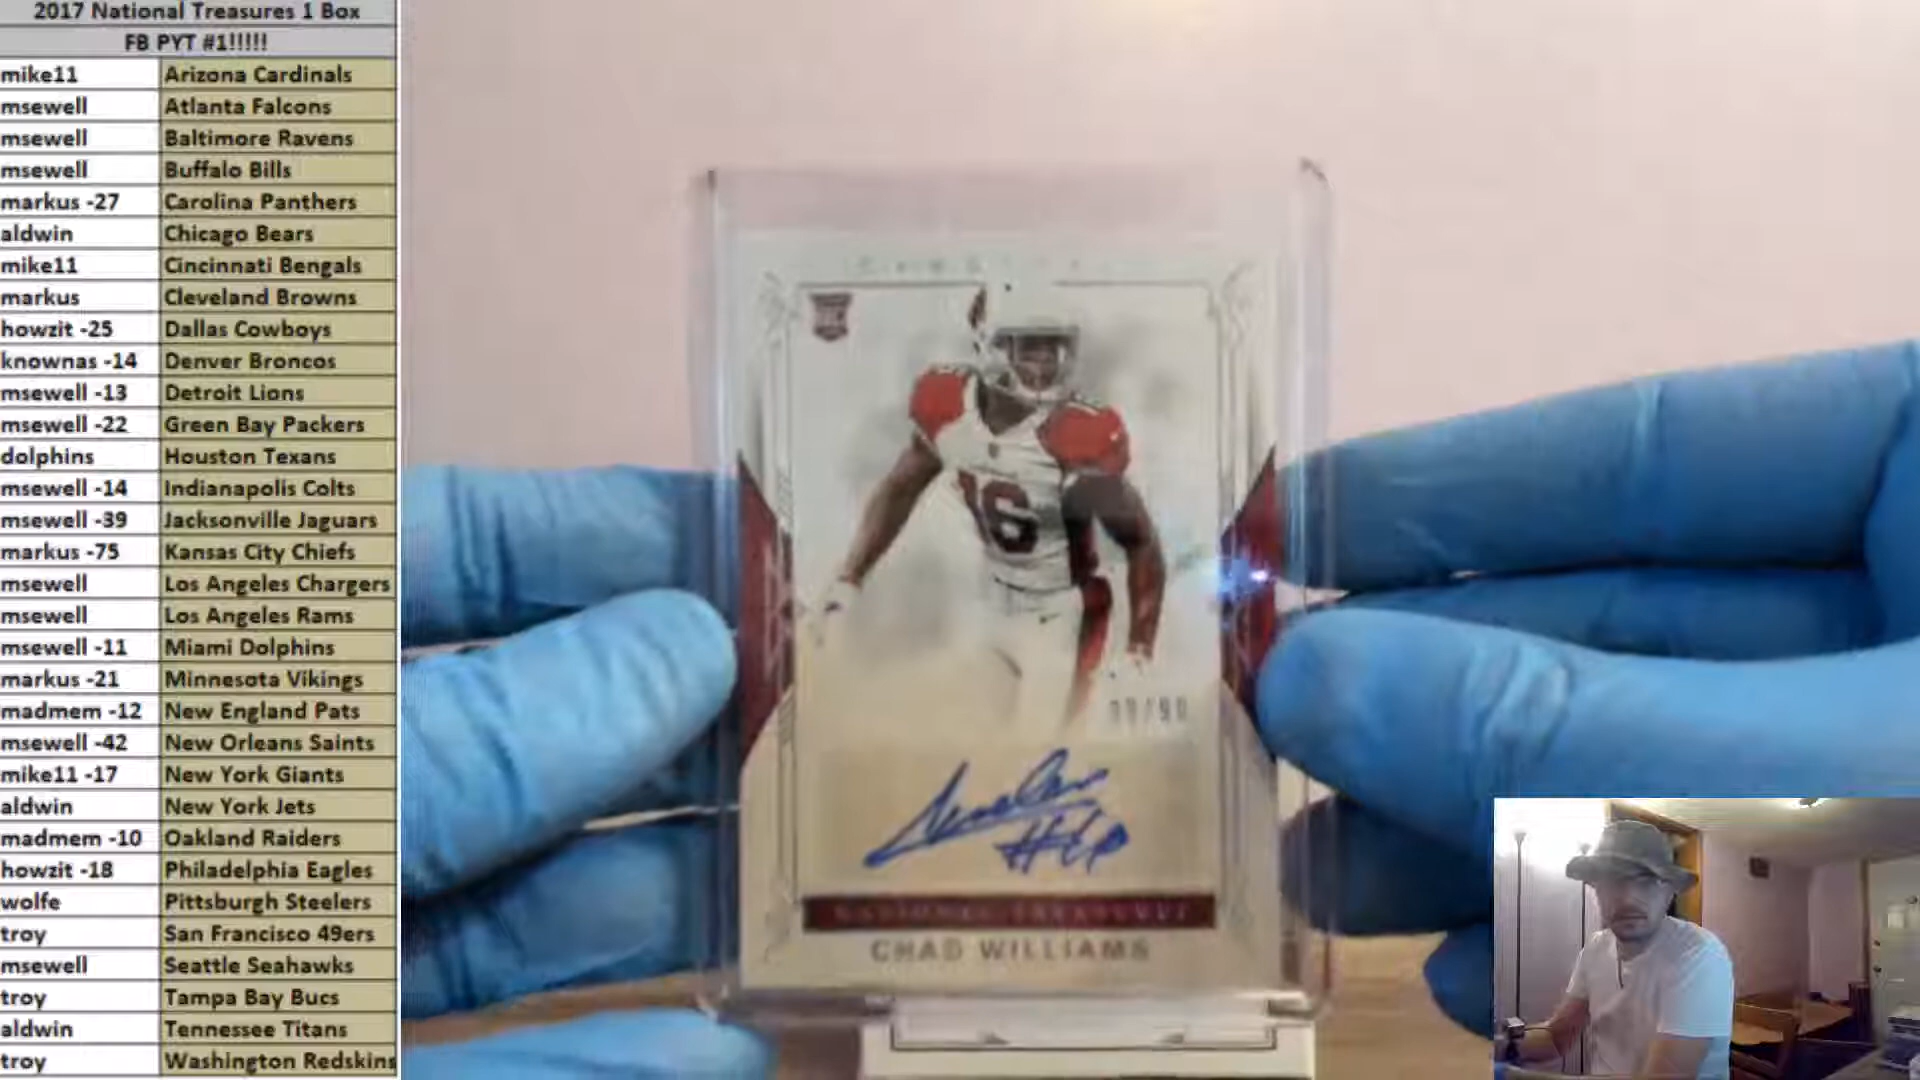 2017 National Treasures 1 Box
FB PYT #1!!!!!
mike11 Arizona Cardinals
msewell Atlanta Falcons
msewell Baltimore Ravens
msewell Buffalo Bills
markus -27 Carolina Panthers
aldwin Chicago Bears
mike11 Cincinnati Bengals
markus Cleveland Browns
howzit -25 Dallas Cowboys
knownas -14 Denver Broncos
msewell -13 Detroit Lions
msewell -22 Green Bay Packers
dolphins Houston Texans
msewell -14 Indianapolis Colts
msewell -39 Jacksonville Jaguars
markus -75 Kansas City Chiefs
msewell Los Angeles Chargers
msewell Los Angeles Rams
msewell -11 Miami Dolphins
markus -21 Minnesota Vikings
madmem -12 New England Pats
msewell -42 New Orleans Saints
mike11 -17 New York Giants
aldwin New York Jets
madmem -10 Oakland Raiders
howzit -18 Philadelphia Eagles
wolfe Pittsburgh Steelers
troy San Francisco 49ers
msewell Seattle Seahawks
troy Tampa Bay Bucs
aldwin Tennessee Titans
troy Washington Redskins
16
NATIONAL TREASURES
CHAD WILLIAMS